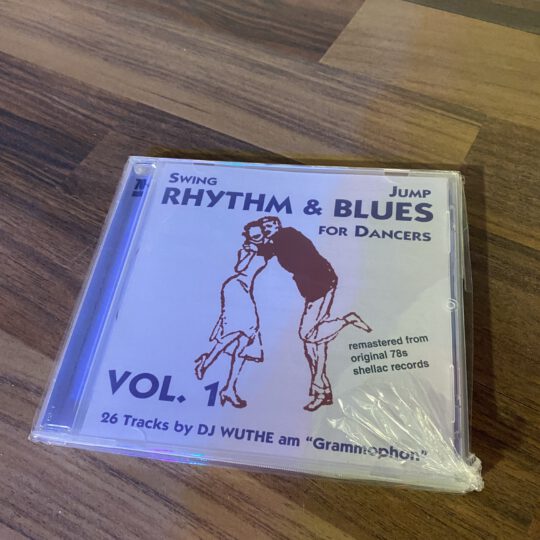 Swing
Jump
Rhythm & Blues
for Dancers
remastered from
original 78s
shellac records
VOL. 1
26 Tracks by DJ WUTHE am "Grammophon"